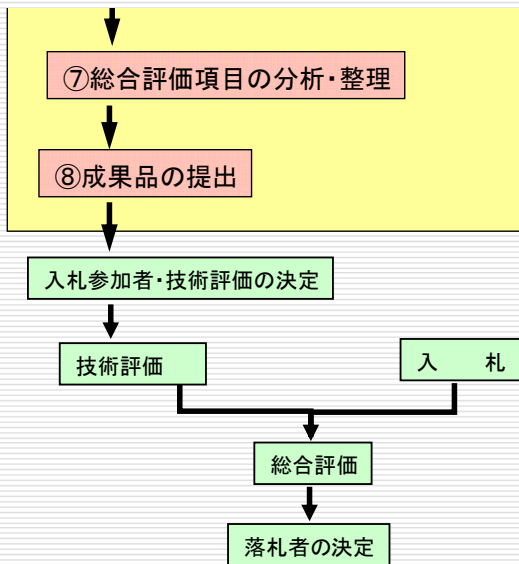 ⑦総合評価項目の分析・整理
⑧成果品の提出
入札参加者・技術評価の決定
技術評価
入　札
総合評価
落札者の決定